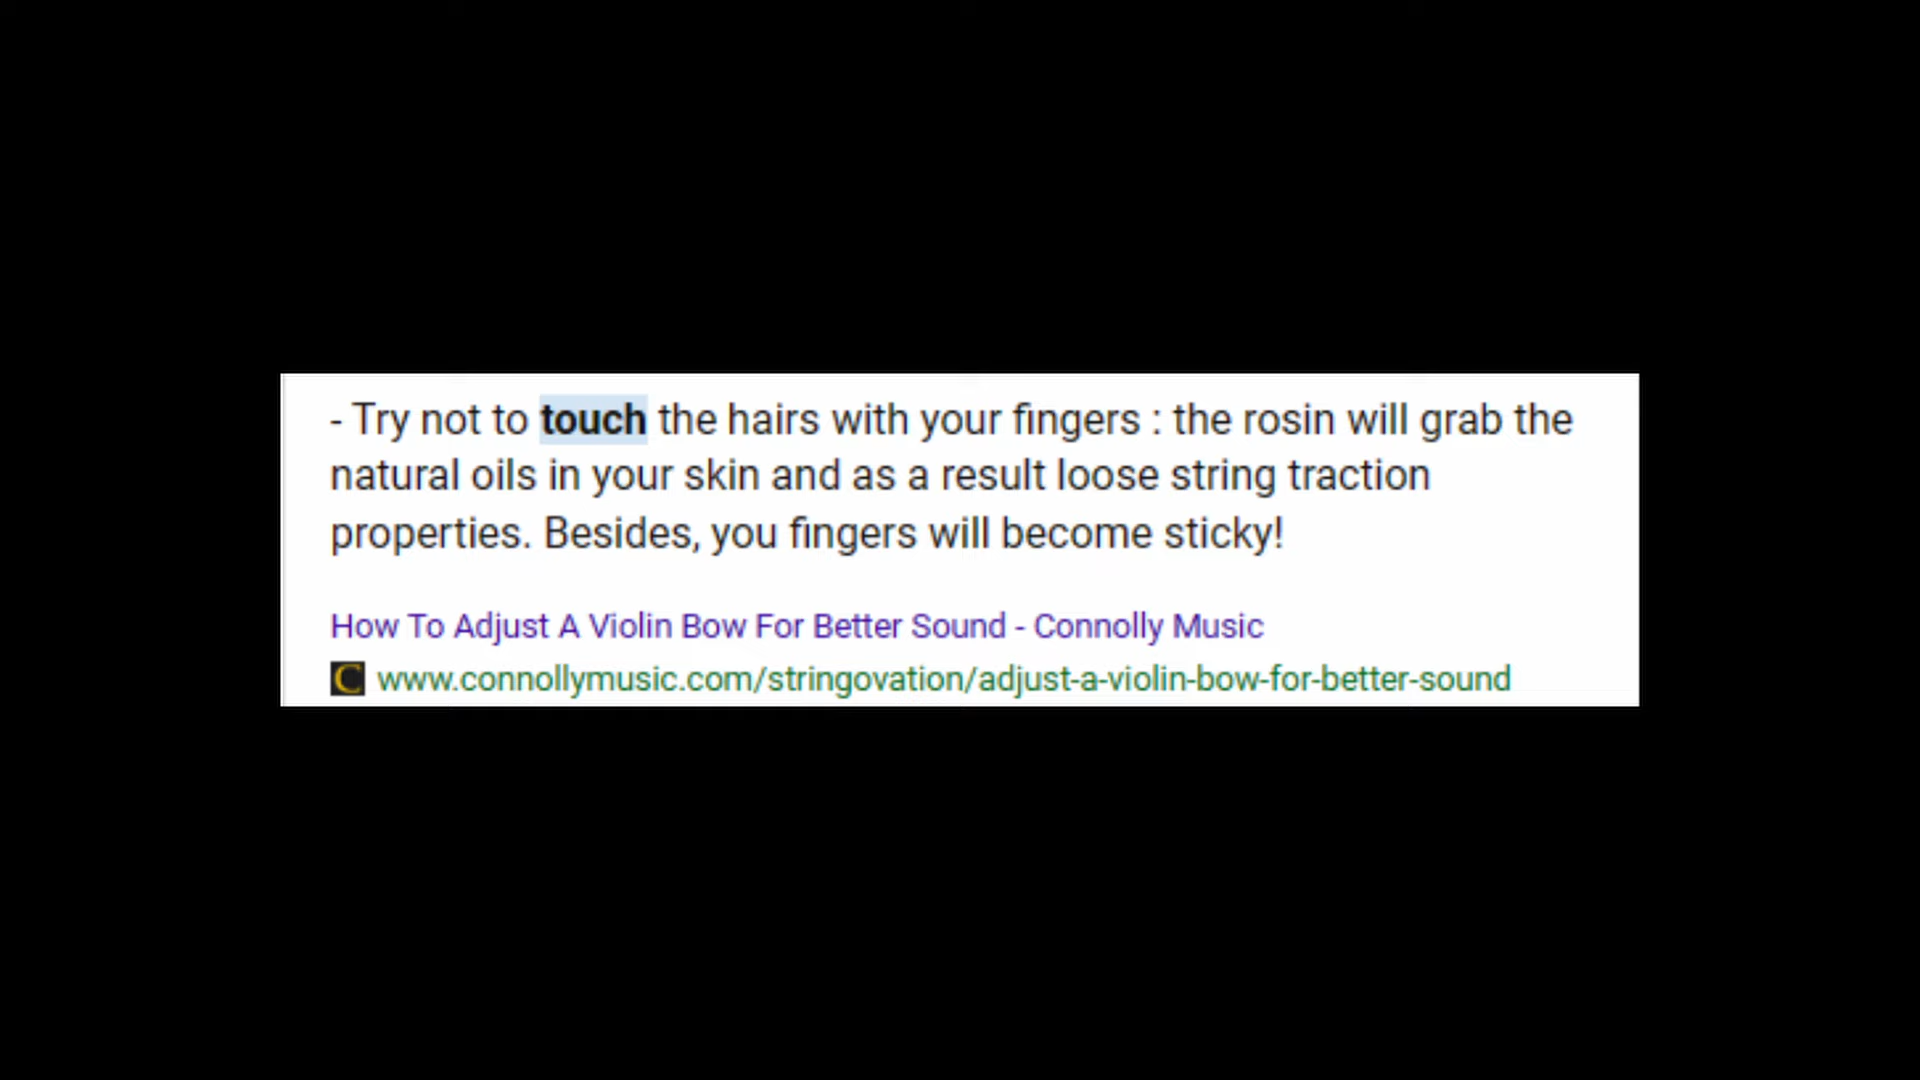 - Try not to touch the hairs with your fingers : the rosin will grab the
natural oils in your skin and as a result loose string traction
properties. Besides, you fingers will become sticky!
How To Adjust A Violin Bow For Better Sound - Connolly Music
C www.connollymusic.com/stringovation/adjust-a-violin-bow-for-better-sound